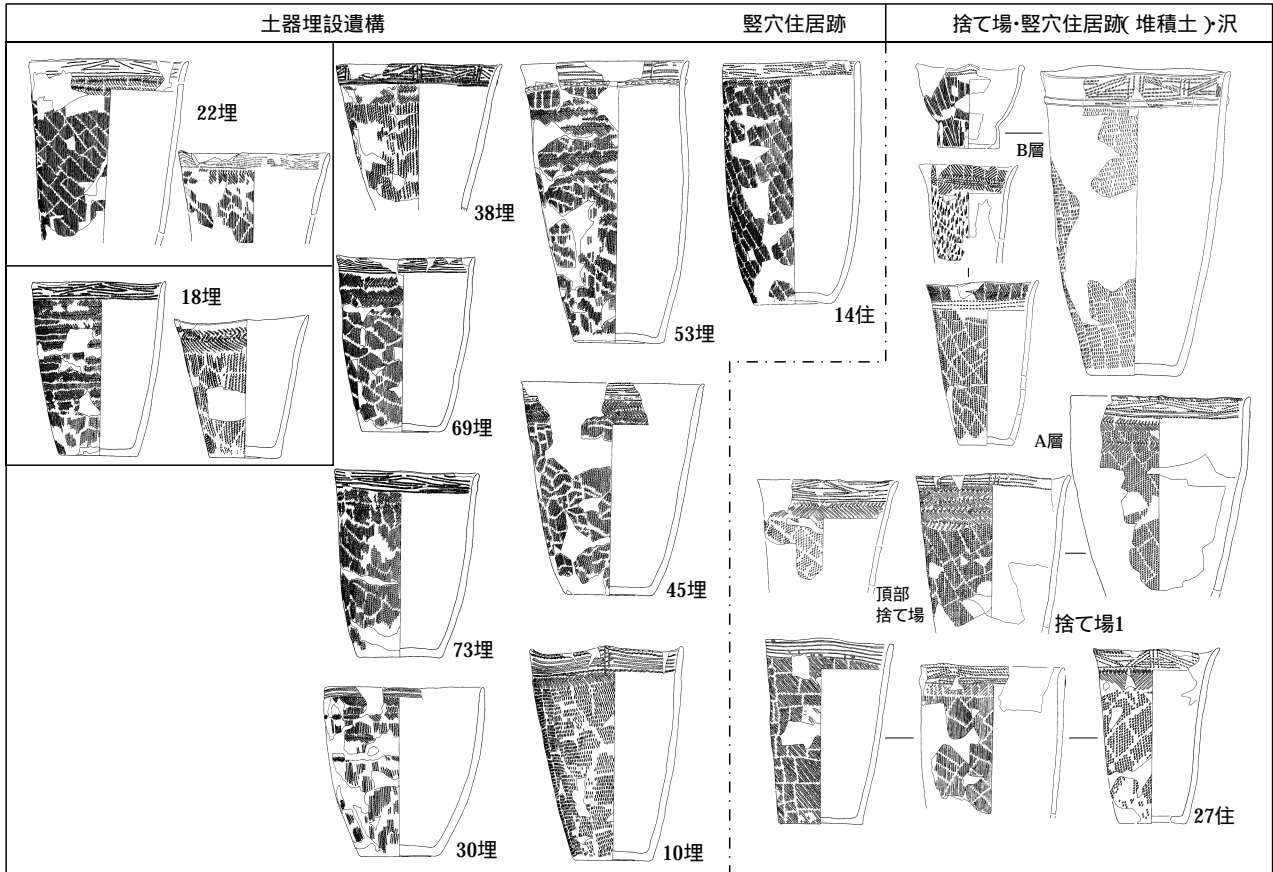 土器埋設遺構
竪穴住居跡
捨て場・竪穴住居跡(堆積土)・沢
22埋
18埋
38埋
69埋
73埋
30埋
53埋
45埋
10埋
14住
B層
A層
頂部
捨て場
捨て場1
27住